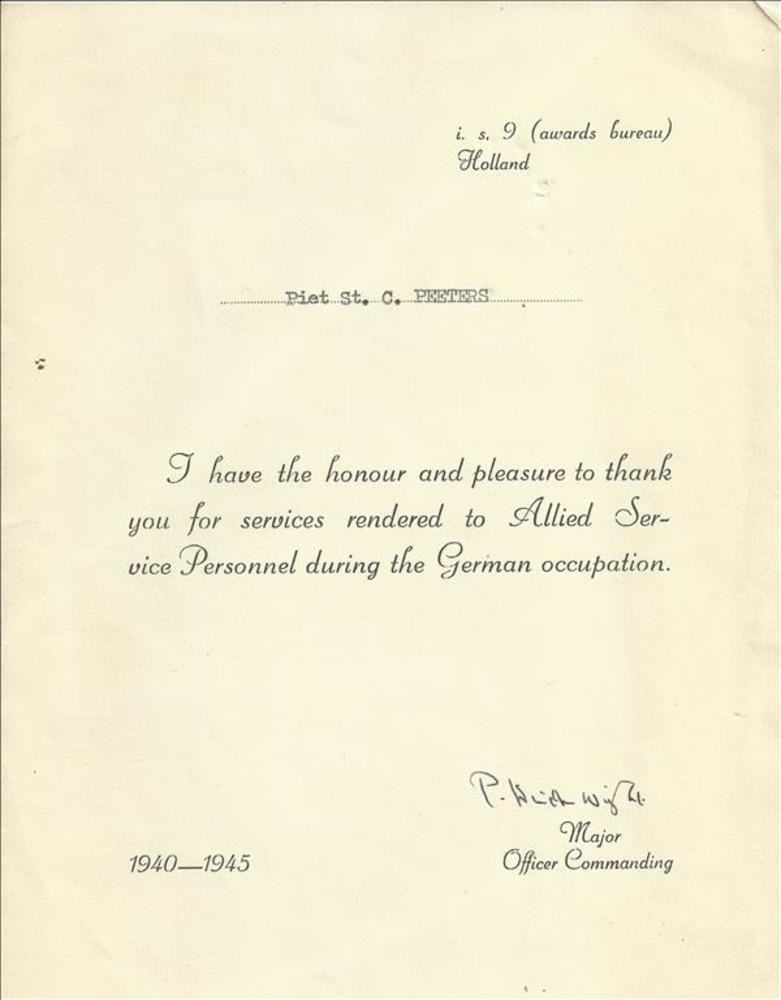 i. s. 9 (awards bureau)
Holland
Piet St. C. PEETERS
I have the honour and pleasure to thank
you for services rendered to Allied Ser-
vice Personnel during the German occupation.
P.
Major
1940—1945 Officer Commanding